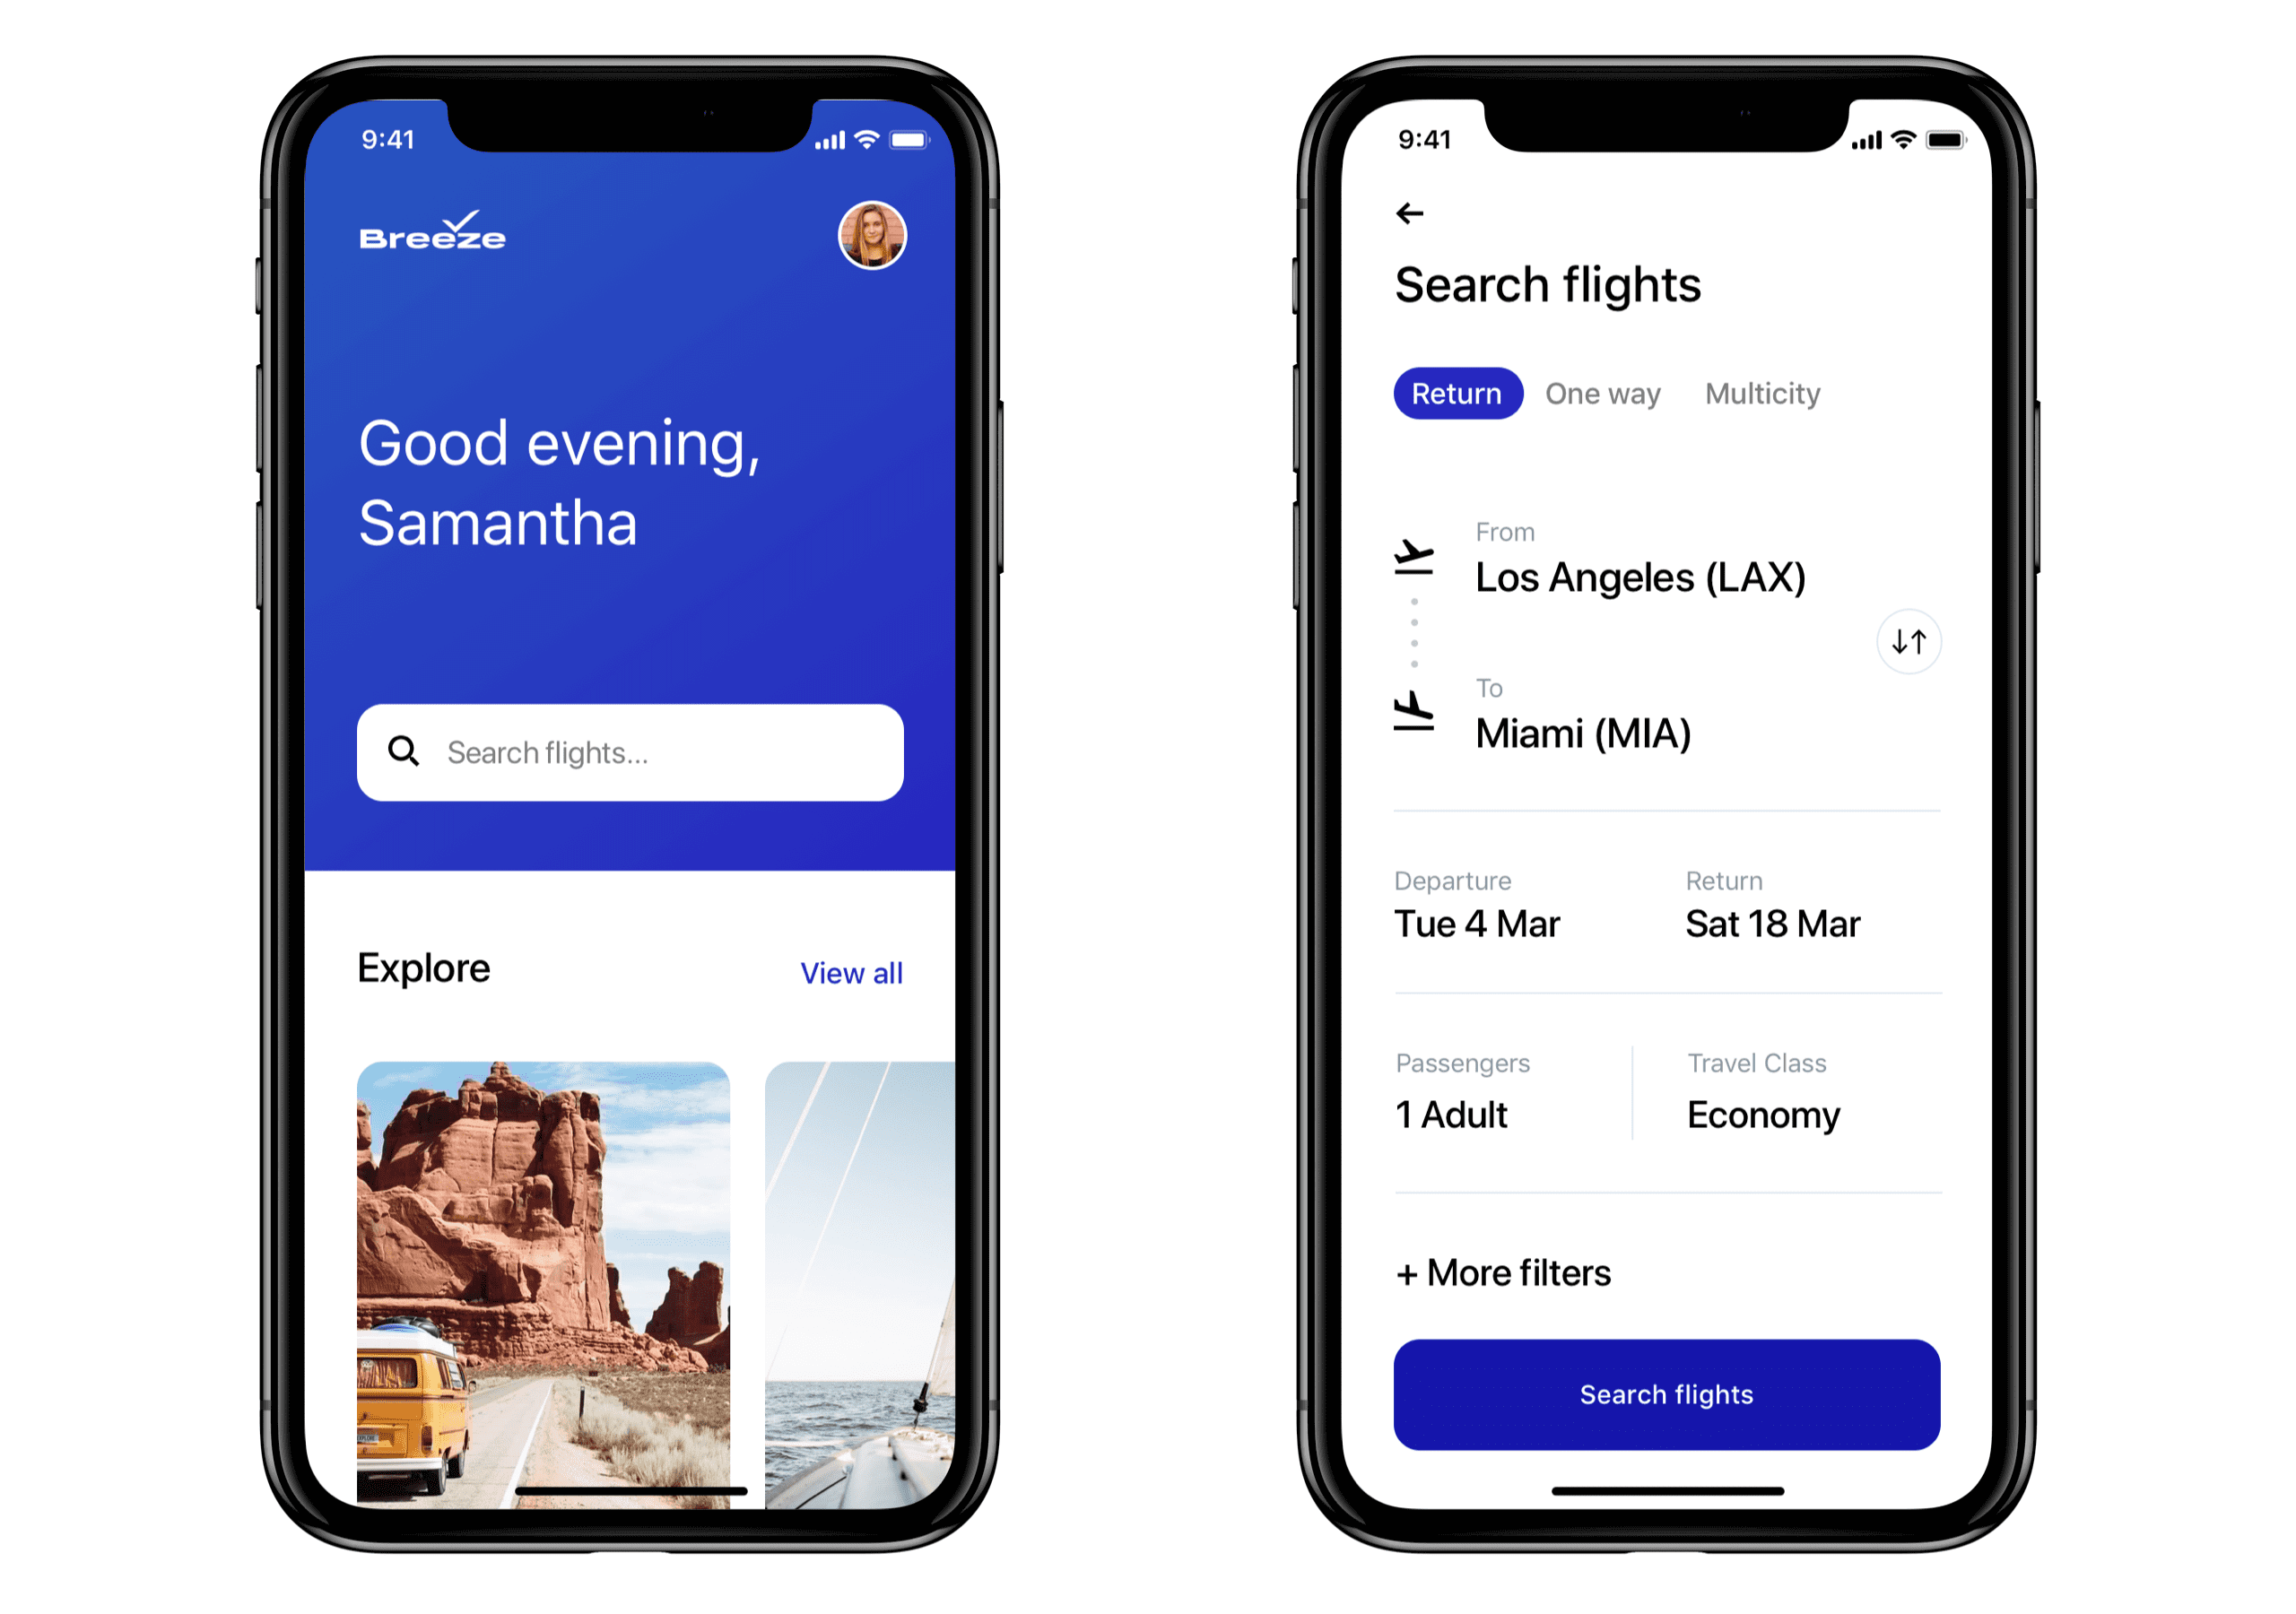 9:41
Breeze
Good evening,
Samantha
Search flights...
Explore
View all
9:41
Search flights
Return One way Multicity
From
Los Angeles (LAX)
To
Miami (MIA)
Departure Return
Tue 4 Mar Sat 18 Mar
Passengers Travel Class
1 Adult Economy
+ More filters
Search flights